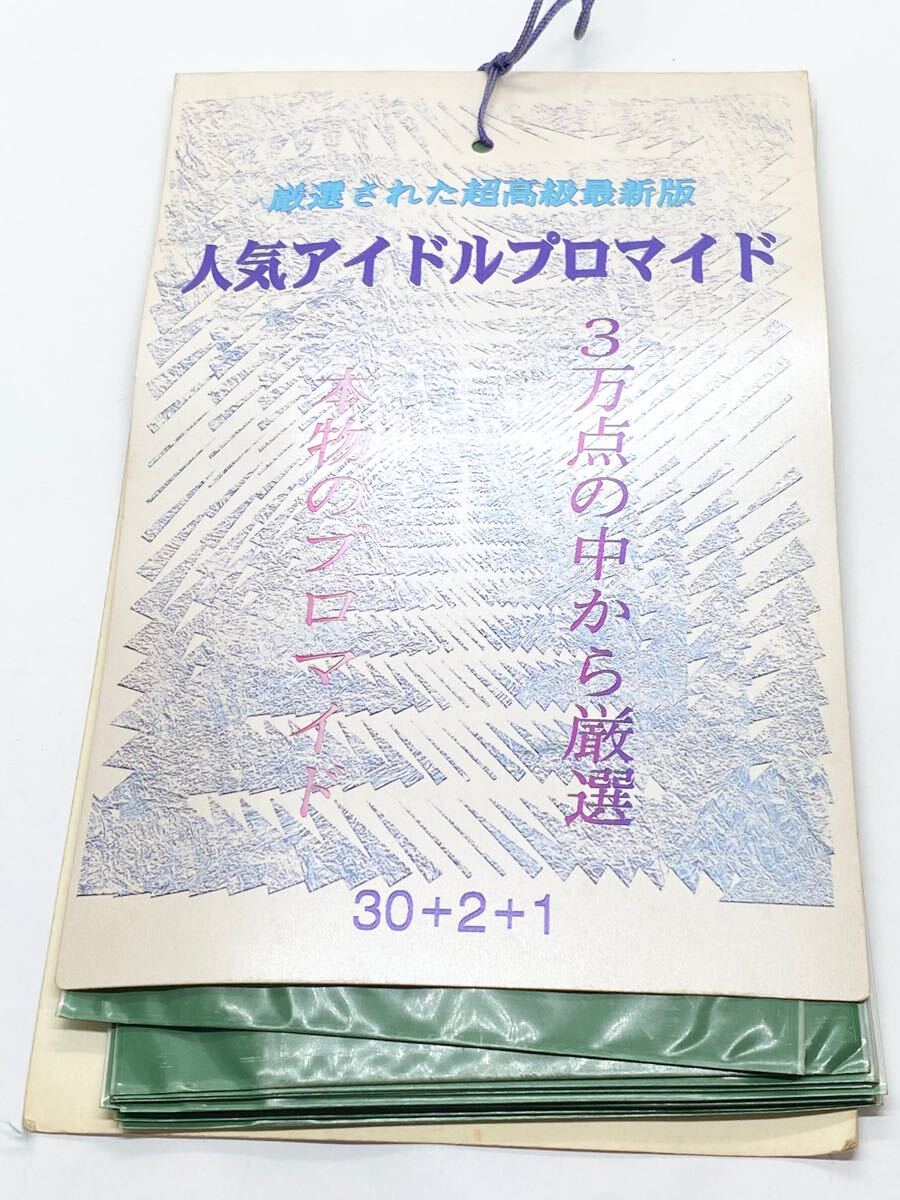 厳選された超高級最新版
人気アイドルプロマイド
3万点の中から厳選
本物のプロマイド
30+2+1